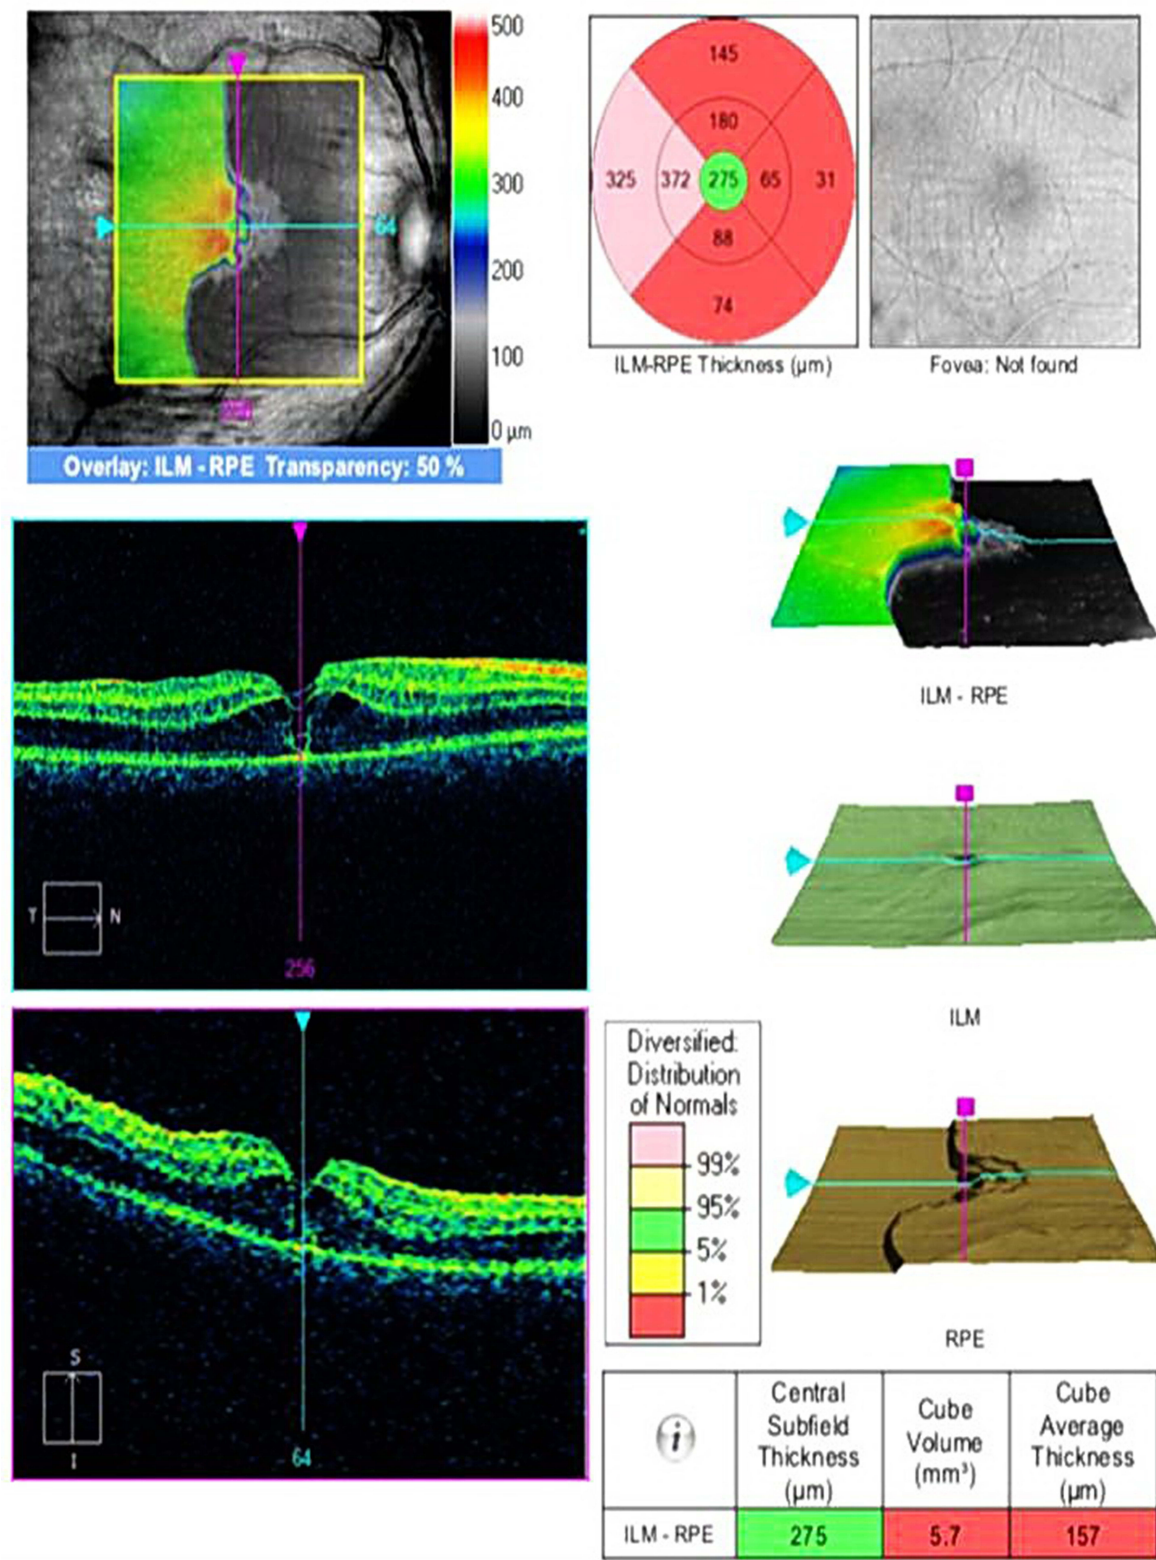 500
400
300
200
100
0 µm
64
Overlay: ILM - RPE Transparency: 50 %
145
180
325
372
275
65
31
88
74
ILM-RPE Thickness (µm)
Fovea: Not found
ILM - RPE
T
N
256
ILM
Diversified:
Distribution
of Normals
99%
95%
5%
1%
RPE
S
I
64
i
Central
Subfield
Thickness
(µm)
Cube
Volume
(mm³)
Cube
Average
Thickness
(µm)
ILM - RPE
275
5.7
157